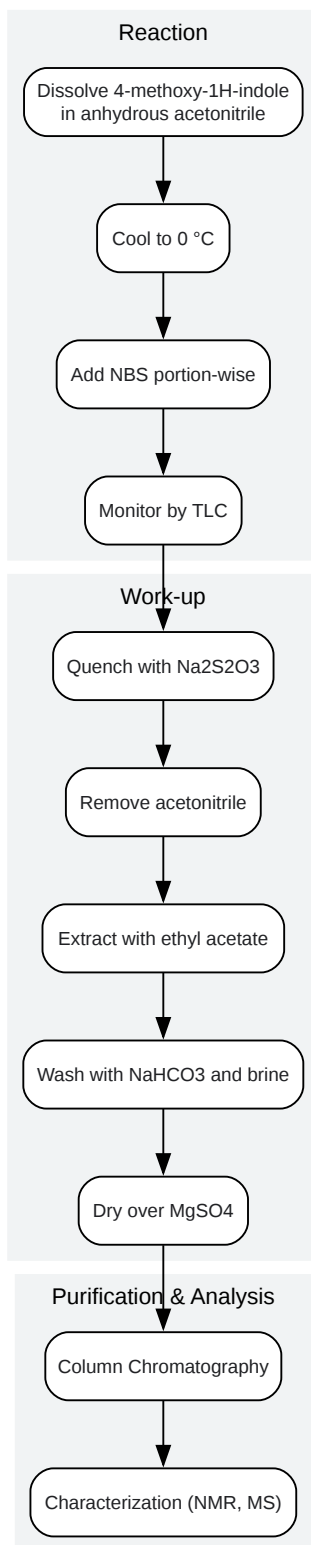 Reaction
Dissolve 4-methoxy-1H-indole
in anhydrous acetonitrile
Cool to 0 °C
Add NBS portion-wise
Monitor by TLC
Work-up
Quench with Na2S2O3
Remove acetonitrile
Extract with ethyl acetate
Wash with NaHCO3 and brine
Dry over MgSO4
Purification & Analysis
Column Chromatography
Characterization (NMR, MS)